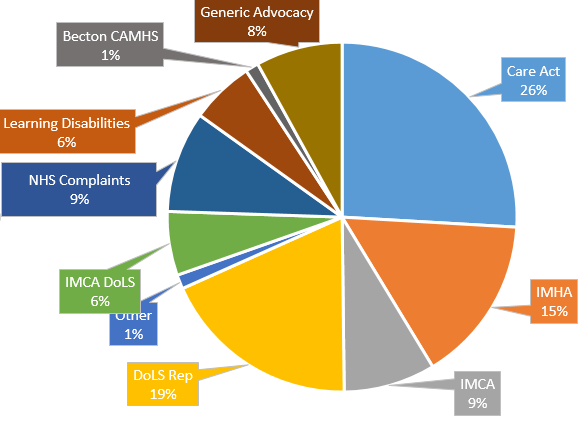 Generic Advocacy
8%
Becton CAMHS
1%
Care Act
26%
Learning Disabilities
6%
NHS Complaints
9%
IMCA DoLS
6%
Other
1%
IMHA
15%
DoLS Rep
19%
IMCA
9%